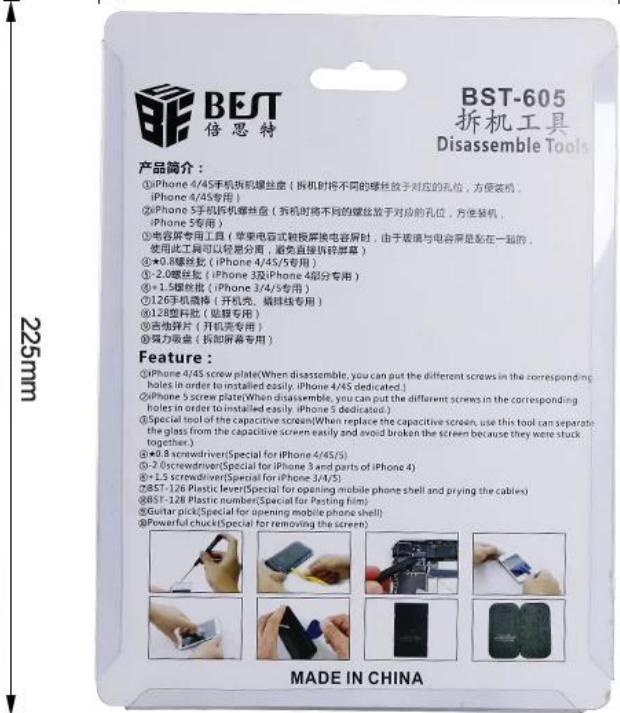 BEST
倍思特
BST-605
拆机工具
Disassemble Tools
产品简介：
①iPhone 4/4S手机拆机螺丝盘（拆机时将不同的螺丝放于对应的孔位，方便装机，
iPhone 4/4S专用）
②iPhone 5手机拆机螺丝盘（拆机时将不同的螺丝放于对应的孔位，方便装机，
iPhone 5专用）
③电容屏专用工具（苹果电容式触摸屏换电容屏时，由于玻璃与电容屏是黏在一起的，
使用此工具可以轻易分离，避免直接拆碎屏幕）
④★0.8螺丝批（iPhone 4/4S/5专用）
⑤-2.0螺丝批（iPhone 3及iPhone 4部分专用）
⑥+1.5螺丝批（iPhone 3/4/5专用）
⑦126手机撬棒（开机壳、撬排线专用）
⑧128塑料批（贴膜专用）
⑨吉他弹片（开机壳专用）
⑩强力吸盘（拆卸屏幕专用）
Feature：
①iPhone 4/4S screw plate(When disassemble, you can put the different screws in the corresponding
holes in order to installed easily. iPhone 4/4S dedicated.)
②iPhone 5 screw plate(When disassemble, you can put the different screws in the corresponding
holes in order to installed easily. iPhone 5 dedicated.)
③Special tool of the capacitive screen(When replace the capacitive screen, use this tool can separate
the glass from the capacitive screen easily and avoid broken the screen because they were stuck
together.)
④★0.8 screwdriver(Special for iPhone 4/4S/5)
⑤-2.0screwdriver(Special for iPhone 3 and parts of iPhone 4)
⑥+1.5 screwdriver(Special for iPhone 3/4/5)
⑦BST-126 Plastic lever(Special for opening mobile phone shell and prying the cables)
⑧BST-128 Plastic number(Special for Pasting film)
⑨Guitar pick(Special for opening mobile phone shell)
⑩Powerful chuck(Special for removing the screen)
MADE IN CHINA
225mm